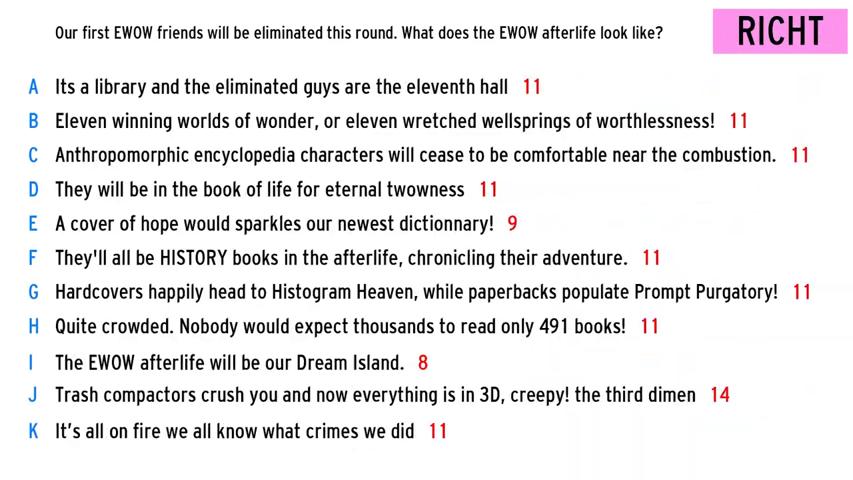 Our first EWOW friends will be eliminated this round. What does the EWOW afterlife look like?
RICHT
A Its a library and the eliminated guys are the eleventh hall 11
B Eleven winning worlds of wonder, or eleven wretched wellsprings of worthlessness! 11
C Anthropomorphic encyclopedia characters will cease to be comfortable near the combustion. 11
D They will be in the book of life for eternal twowness 11
E A cover of hope would sparkles our newest dictionnary! 9
F They'll all be HISTORY books in the afterlife, chronicling their adventure. 11
G Hardcovers happily head to Histogram Heaven, while paperbacks populate Prompt Purgatory! 11
H Quite crowded. Nobody would expect thousands to read only 491 books! 11
I The EWOW afterlife will be our Dream Island. 8
J Trash compactors crush you and now everything is in 3D, creepy! the third dimen 14
K It's all on fire we all know what crimes we did 11